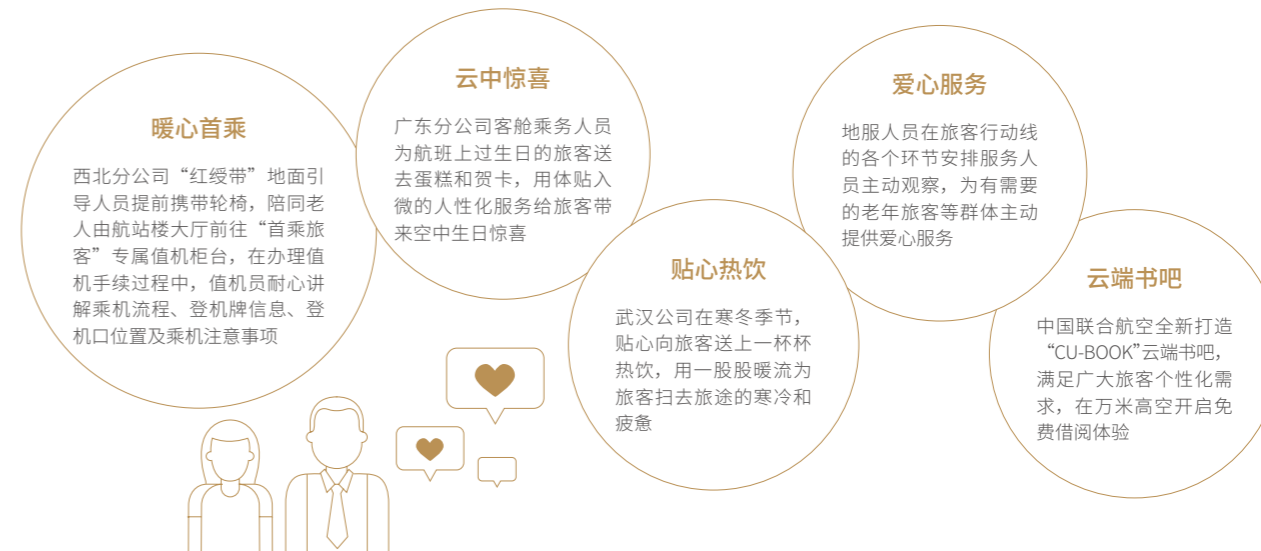 暖心首乘
西北分公司“红绶带”地面引
导人员提前携带轮椅，陪同老
人由航站楼大厅前往“首乘旅
客”专属值机柜台，在办理值
机手续过程中，值机员耐心讲
解乘机流程、登机牌信息、登
机口位置及乘机注意事项
云中惊喜
广东分公司客舱乘务人员
为航班上过生日的旅客送
去蛋糕和贺卡，用体贴入
微的人性化服务给旅客带
来空中生日惊喜
贴心热饮
武汉公司在寒冬季节，
贴心向旅客送上一杯杯
热饮，用一股股暖流为
旅客扫去旅途的寒冷和
疲惫
爱心服务
地服人员在旅客行动线
的各个环节安排服务人
员主动观察，为有需要
的老年旅客等群体主动
提供爱心服务
云端书吧
中国联合航空全新打造
“CU-BOOK”云端书吧，
满足广大旅客个性化需
求，在万米高空开启免
费借阅体验